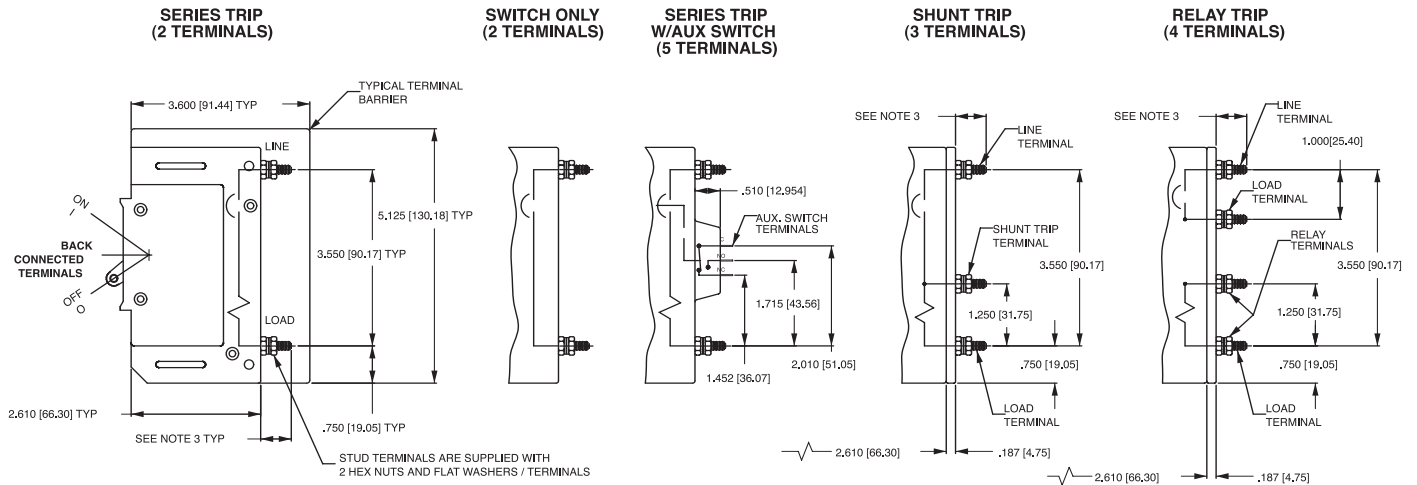 SERIES TRIP
(2 TERMINALS)
SWITCH ONLY
(2 TERMINALS)
SERIES TRIP
W/AUX SWITCH
(5 TERMINALS)
SHUNT TRIP
(3 TERMINALS)
RELAY TRIP
(4 TERMINALS)
3.600 [91.44] TYP
TYPICAL TERMINAL
BARRIER
LINE
ON
I
BACK
CONNECTED
TERMINALS
OFF
O
5.125 [130.18] TYP
3.550 [90.17] TYP
LOAD
2.610 [66.30] TYP
SEE NOTE 3 TYP
.750 [19.05] TYP
STUD TERMINALS ARE SUPPLIED WITH
2 HEX NUTS AND FLAT WASHERS / TERMINALS
.510 [12.954]
AUX. SWITCH
TERMINALS
C
NO
NC
1.715 [43.56]
2.010 [51.05]
1.452 [36.07]
SEE NOTE 3
LINE
TERMINAL
SHUNT TRIP
TERMINAL
3.550 [90.17]
1.250 [31.75]
.750 [19.05]
LOAD
TERMINAL
2.610 [66.30]
.187 [4.75]
SEE NOTE 3
LINE
TERMINAL
1.000[25.40]
LOAD
TERMINAL
RELAY
TERMINALS
3.550 [90.17]
1.250 [31.75]
.750 [19.05]
LOAD
TERMINAL
2.610 [66.30]
.187 [4.75]